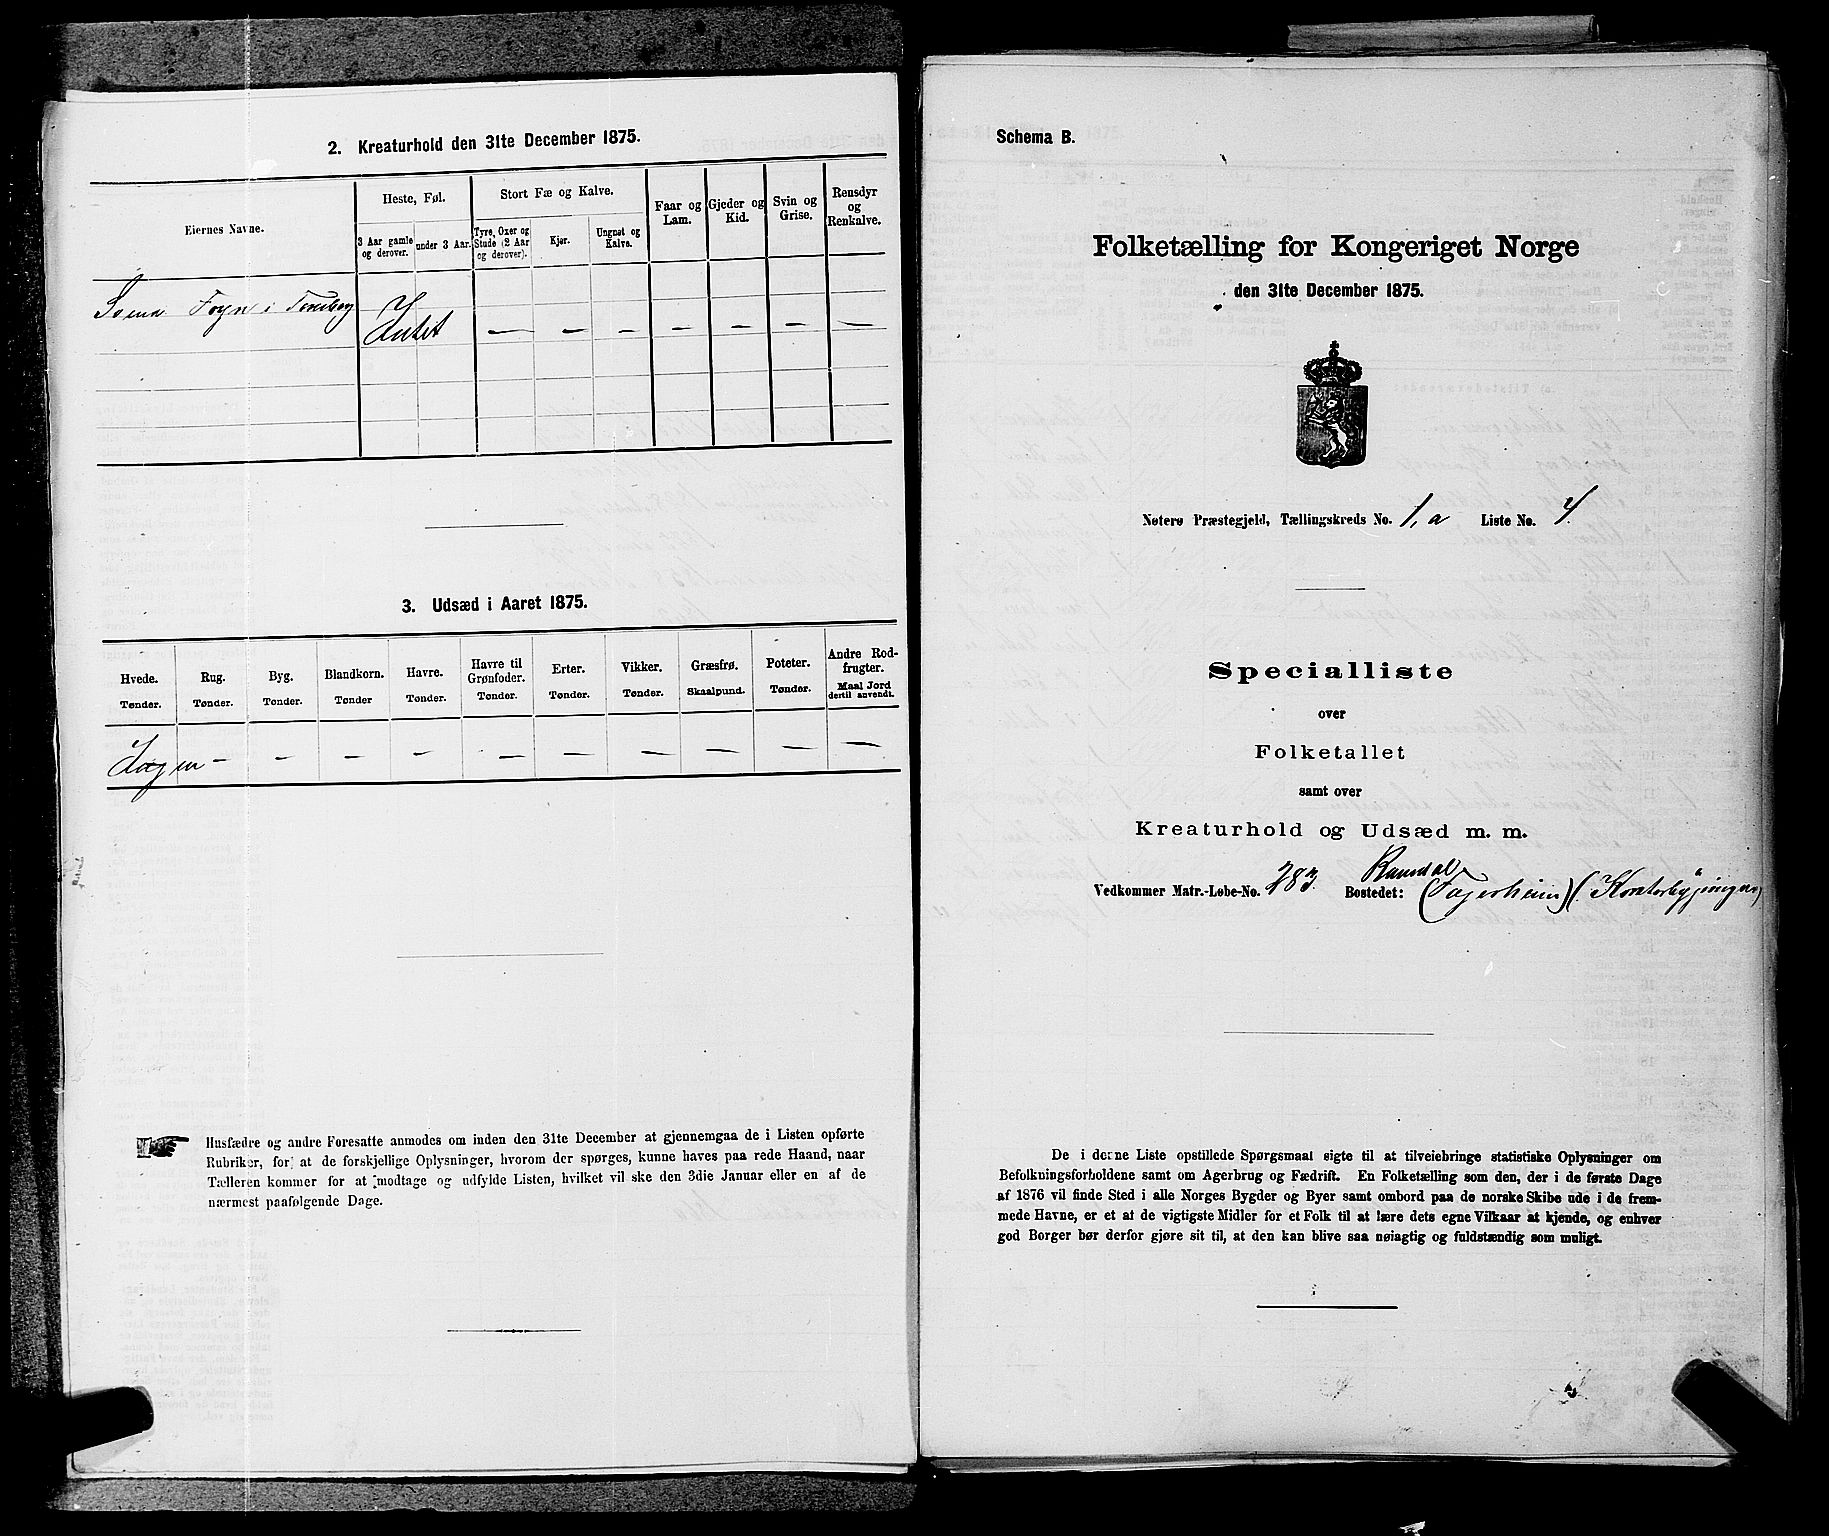 2. Kreaturhold den 31te December 1875.
Eiernes Navne.
Heste, Føl.
3 Aar gamle og derover.
under 3 Aar.
Stort Fæ og Kalve.
Tyre, Oxer og Stude (2 Aar og derover).
Kjør.
Ungnøt og Kalve.
Faar og Lam.
Gjeder og Kid.
Svin og Grise.
Rensdyr og Renkalve.
Fogn i Tønsberg
Intet — — — — — — —
3. Udsæd i Aaret 1875.
Hvede. Tønder.
Rug. Tønder.
Byg. Tønder.
Blandkorn. Tønder
Havre. Tønder.
Havre til Grønfoder. Tønder.
Erter. Tønder.
Vikker. Tønder.
Græsfrø. Skaalpund.
Poteter. Tønder.
Andre Rodfrugter. Maal Jord dertil anvendt.
Ingen — — — — — — — — — —
Husfædre og andre Foresatte anmodes om inden den 31te December at gjennemgaa de i Listen opførte
Rubriker, for at de forskjellige Oplysninger, hvorom der spørges, kunne haves paa rede Haand, naar
Tælleren kommer for at modtage og udfylde Listen, hvilket vil ske den 3die Januar eller en af de
nærmest paafølgende Dage.
Schema B.
Folketælling for Kongeriget Norge
den 31te December 1875.
Nøterø Præstegjeld, Tællingskreds No. 1,a Liste No. 4.
Specialliste
over
Folketallet
samt over
Kreaturhold og Udsæd m. m.
Vedkommer Matr.-Løbe-No. 283. Bostedet: Ramdal (Fagerheim) (Kontorbygningen)
De i derne Liste opstillede Spørgsmaal sigte til at tilveiebringe statistiske Oplysninger om
Befolkningsforholdene samt om Agerbrug og Fædrift. En Folketælling som den, der i de første Dage
af 1876 vil finde Sted i alle Norges Bygder og Byer samt ombord paa de norske Skibe ude i de frem-
mede Havne, er et af de vigtigste Midler for et Folk til at lære dets egne Vilkaar at kjende, og enhver
god Borger bør derfor gjøre sit til, at den kan blive saa nøiagtig og fuldstændig som muligt.